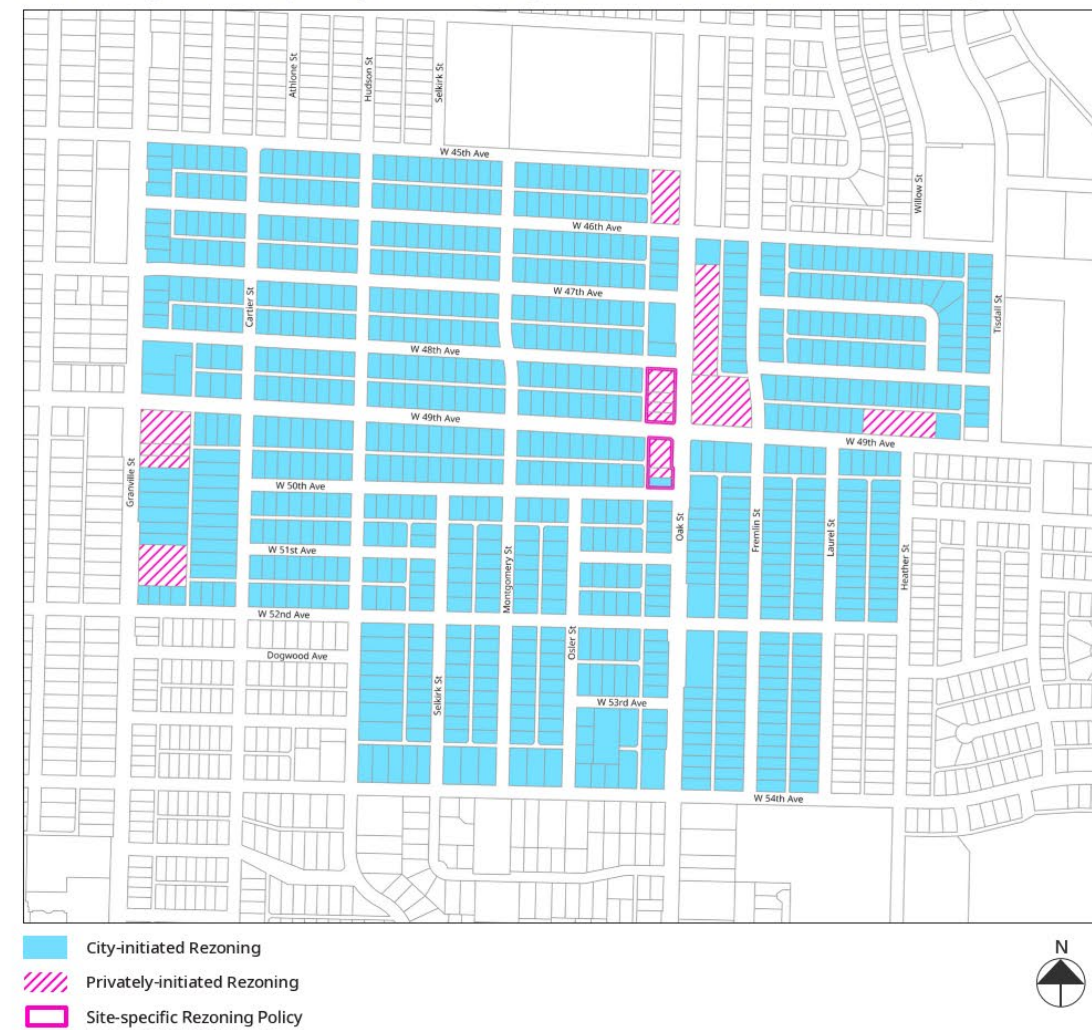 Athlone St
Hudson St
Selkirk St
W 45th Ave
Willow St
W 46th Ave
W 47th Ave
Cartier St
Tisdall St
W 48th Ave
W 49th Ave
W 49th Ave
Granville St
W 50th Ave
Oak St
Fremlin St
Laurel St
Heather St
W 51st Ave
Montgomery St
W 52nd Ave
Osler St
Dogwood Ave
Selkirk St
W 53rd Ave
W 54th Ave
City-initiated Rezoning
Privately-initiated Rezoning
Site-specific Rezoning Policy
N